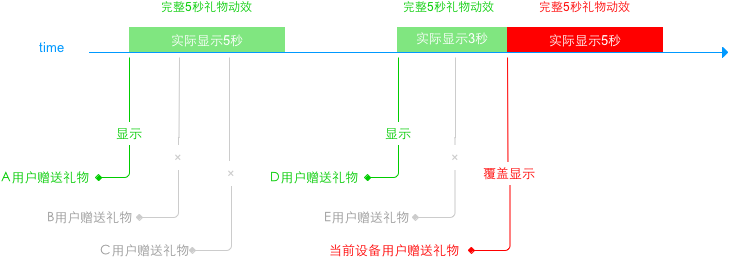 完整5秒礼物动效 完整5秒礼物动效 完整5秒礼物动效
实际显示5秒 实际显示3秒 实际显示5秒
time
显示 显示
× × ×
覆盖显示
A用户赠送礼物 D用户赠送礼物
B用户赠送礼物 E用户赠送礼物
C用户赠送礼物 当前设备用户赠送礼物